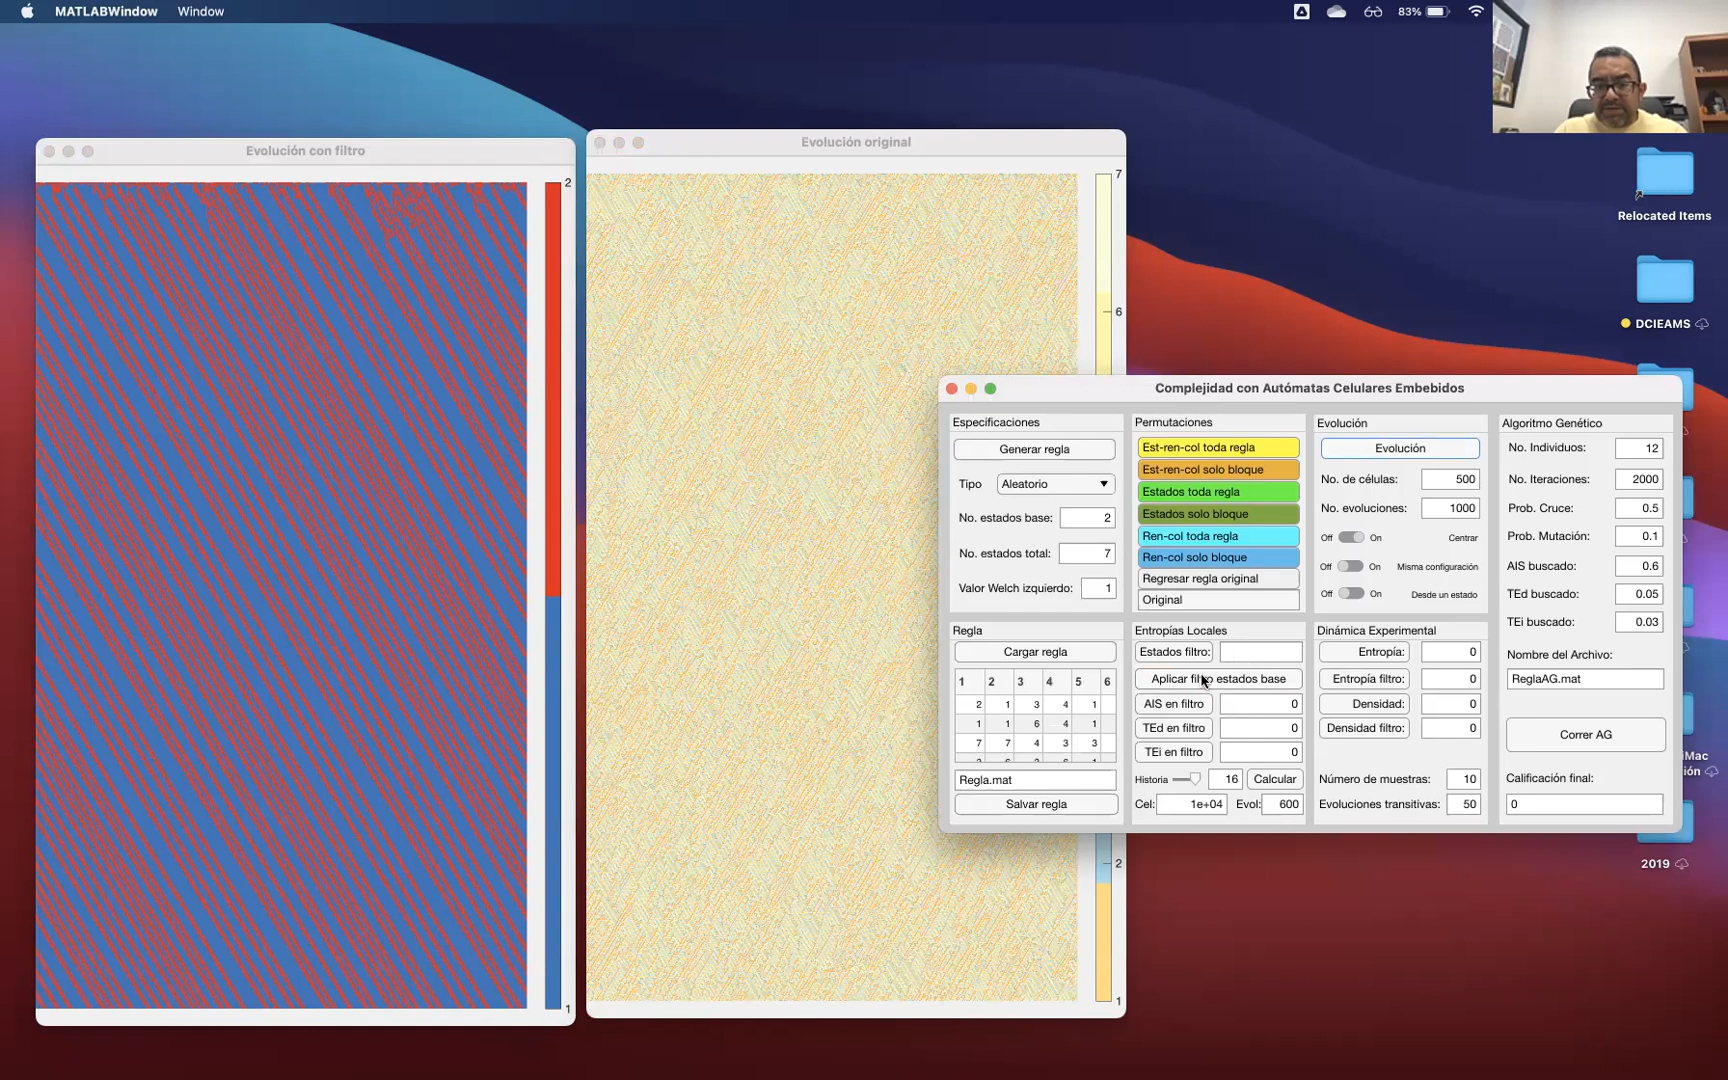 MATLABWindow Window
83%
Evolución con filtro
2
1
Evolución original
7
6
2
1
Relocated Items
DCIEAMS
2019
Complejidad con Autómatas Celulares Embebidos
Especificaciones
Generar regla
Tipo Aleatorio
No. estados base: 2
No. estados total: 7
Valor Welch izquierdo: 1
Permutaciones
Est-ren-col toda regla
Est-ren-col solo bloque
Estados toda regla
Estados solo bloque
Ren-col toda regla
Ren-col solo bloque
Regresar regla original
Original
Evolución
Evolución
No. de células: 500
No. evoluciones: 1000
Off On Centrar
Off On Misma configuración
Off On Desde un estado
Algoritmo Genético
No. Individuos: 12
No. Iteraciones: 2000
Prob. Cruce: 0.5
Prob. Mutación: 0.1
AIS buscado: 0.6
TEd buscado: 0.05
TEi buscado: 0.03
Nombre del Archivo:
ReglaAG.mat
Correr AG
Calificación final:
0
Regla
Cargar regla
1 2 3 4 5 6
2 1 3 4 1
1 1 6 4 1
7 7 4 3 3
Regla.mat
Salvar regla
Entropías Locales
Estados filtro:
Aplicar filtro estados base
AIS en filtro 0
TEd en filtro 0
TEi en filtro 0
Historia 16 Calcular
Cel: 1e+04 Evol: 600
Dinámica Experimental
Entropía: 0
Entropía filtro: 0
Densidad: 0
Densidad filtro: 0
Número de muestras: 10
Evoluciones transitivas: 50